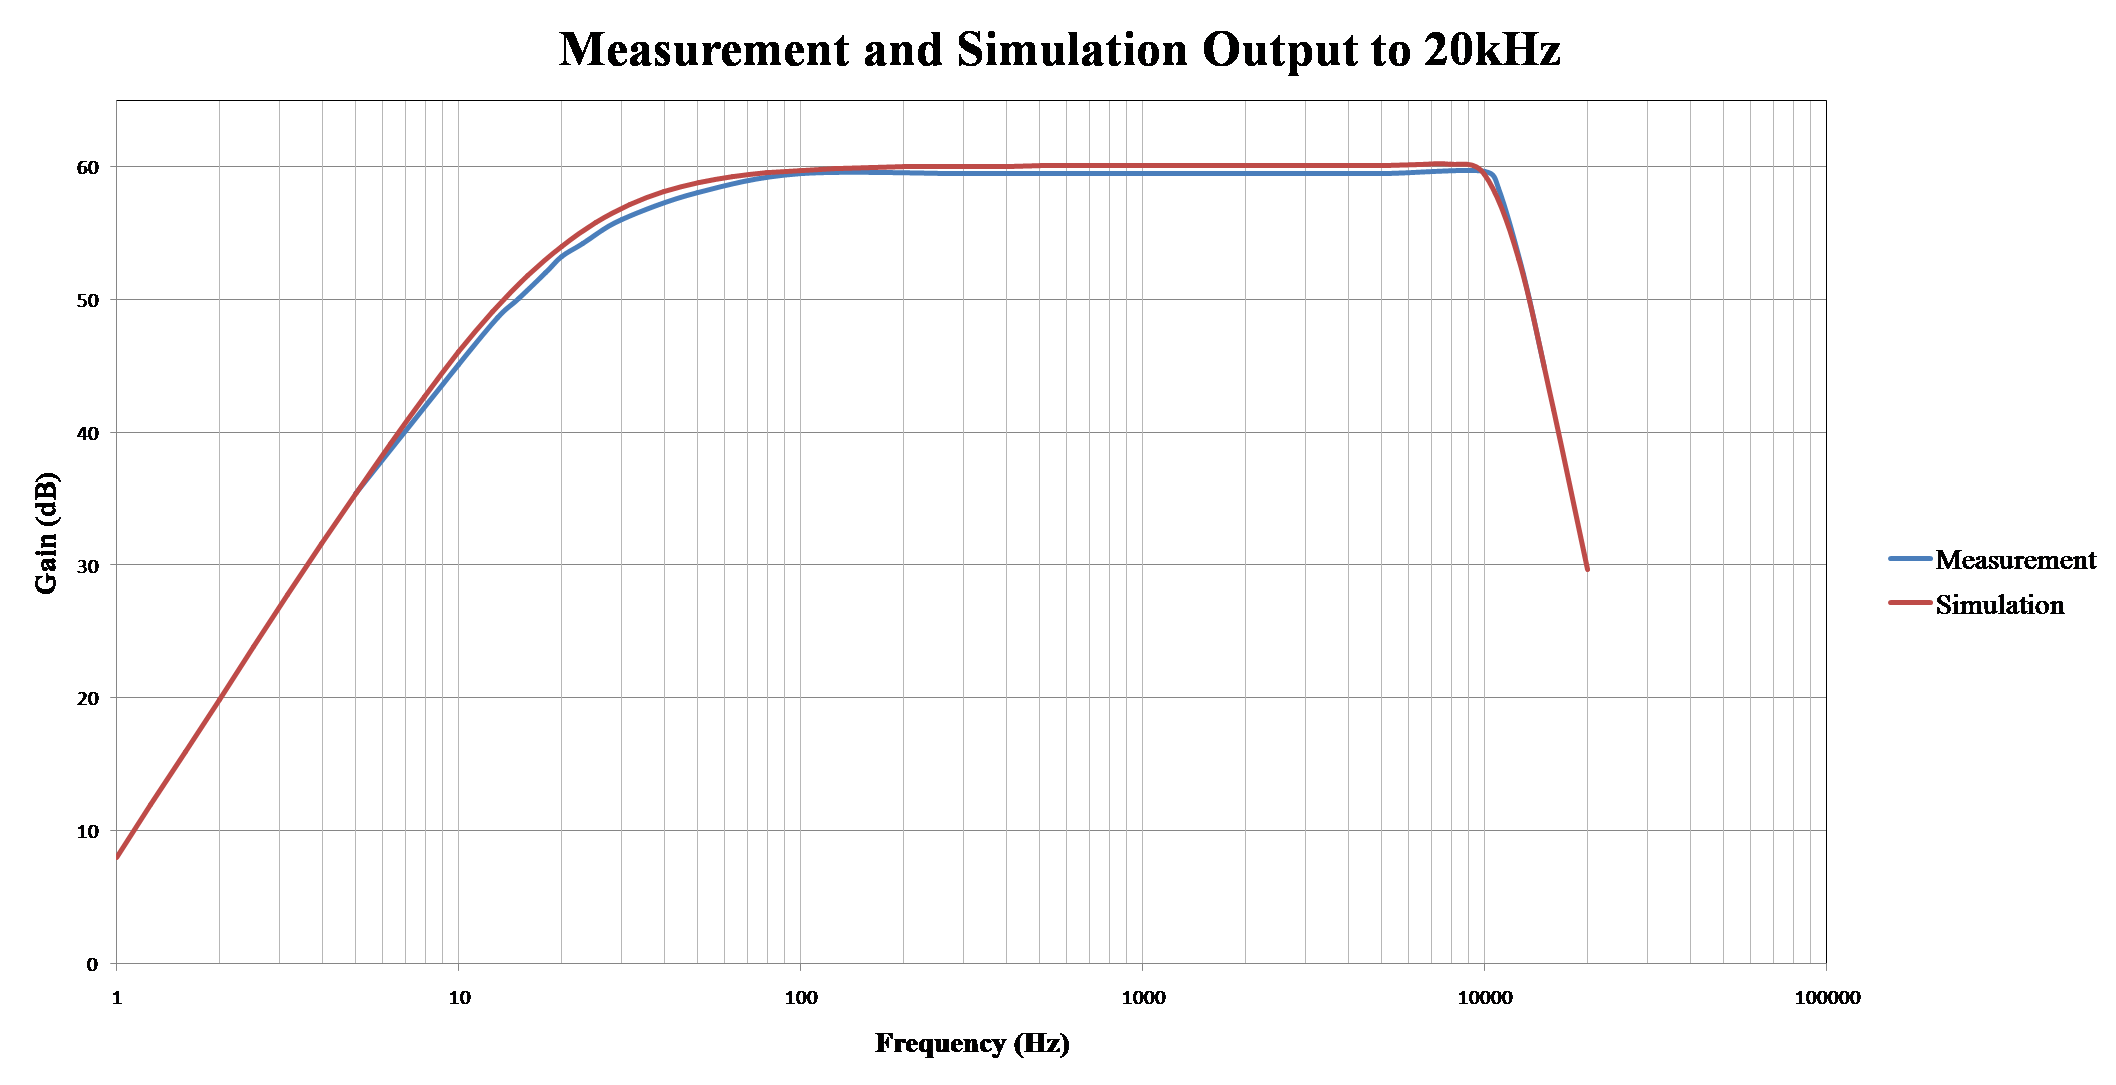 Measurement and Simulation Output to 20kHz
60
50
40
30
20
10
0
Gain (dB)
1 10 100 1000 10000 100000
Frequency (Hz)
Measurement
Simulation